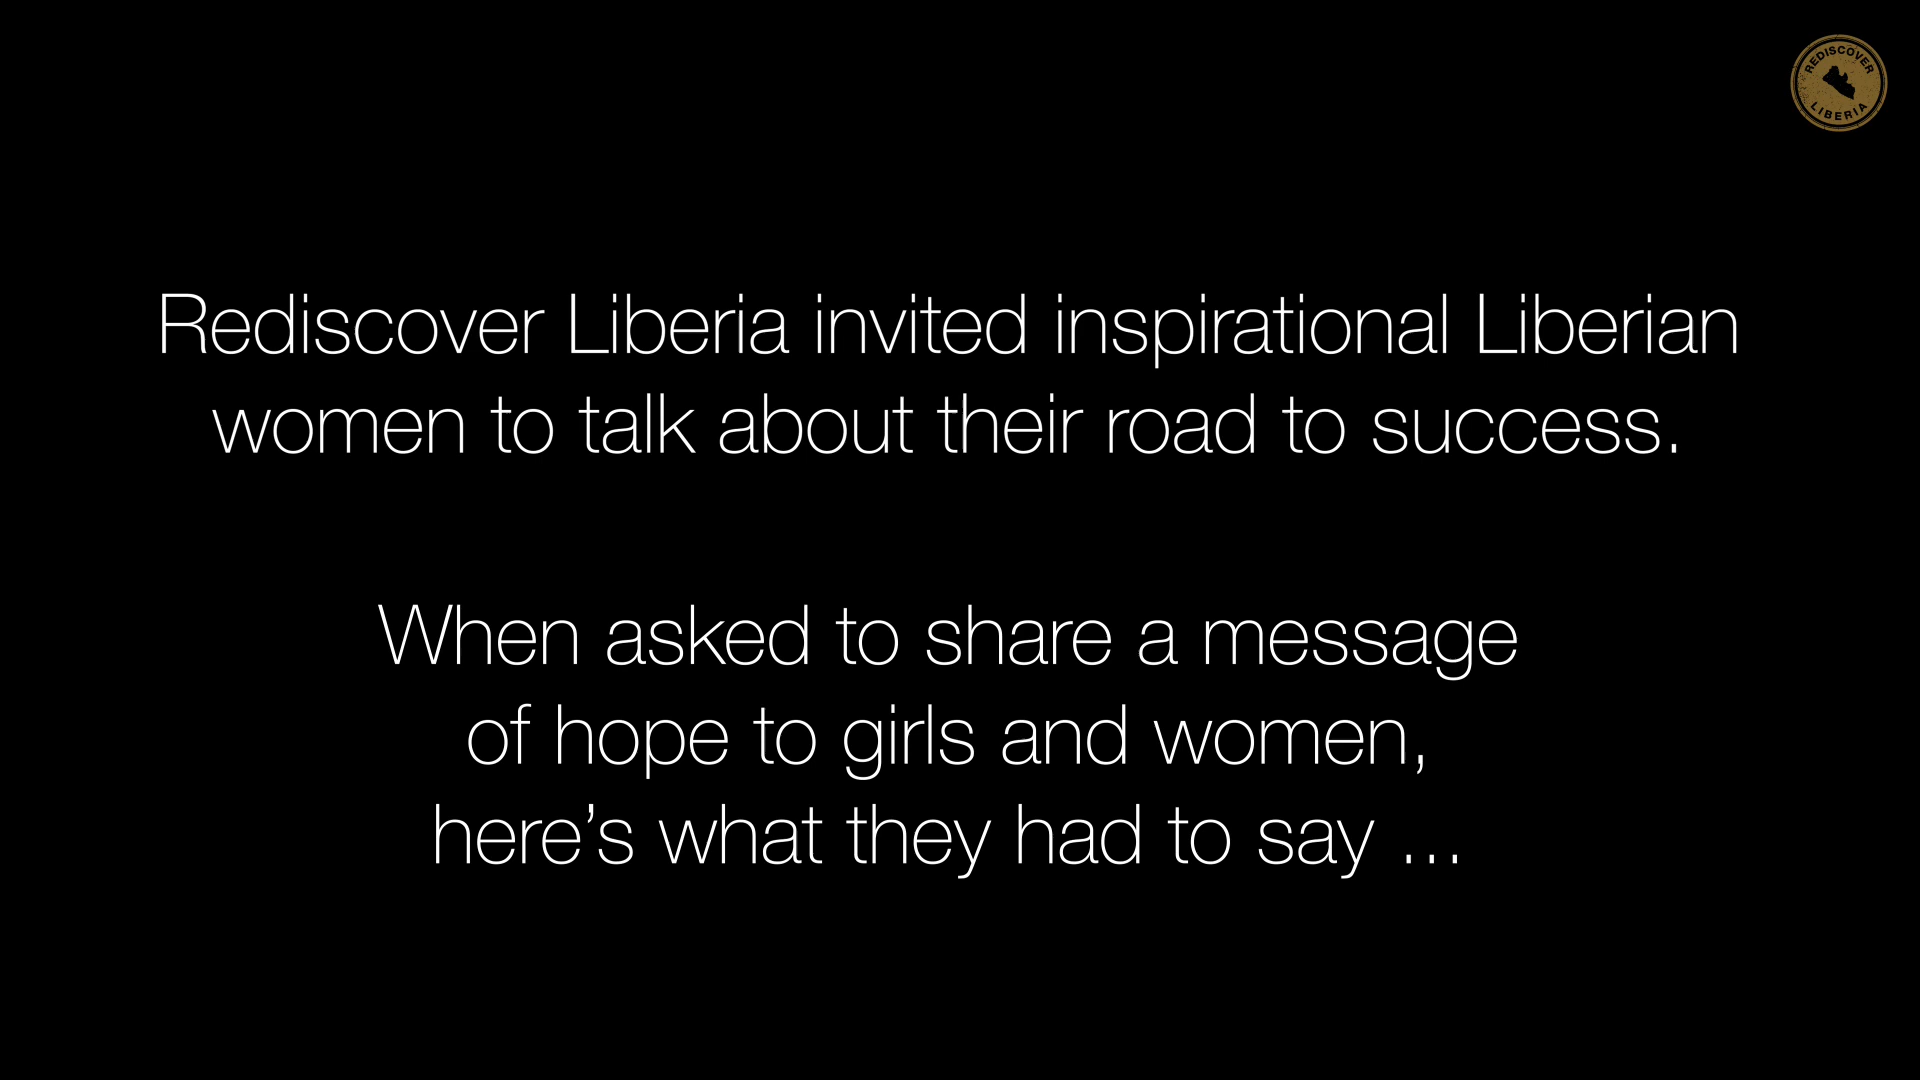 REDISCOVER
LIBERIA
Rediscover Liberia invited inspirational Liberian
women to talk about their road to success.
When asked to share a message
of hope to girls and women,
here’s what they had to say ...